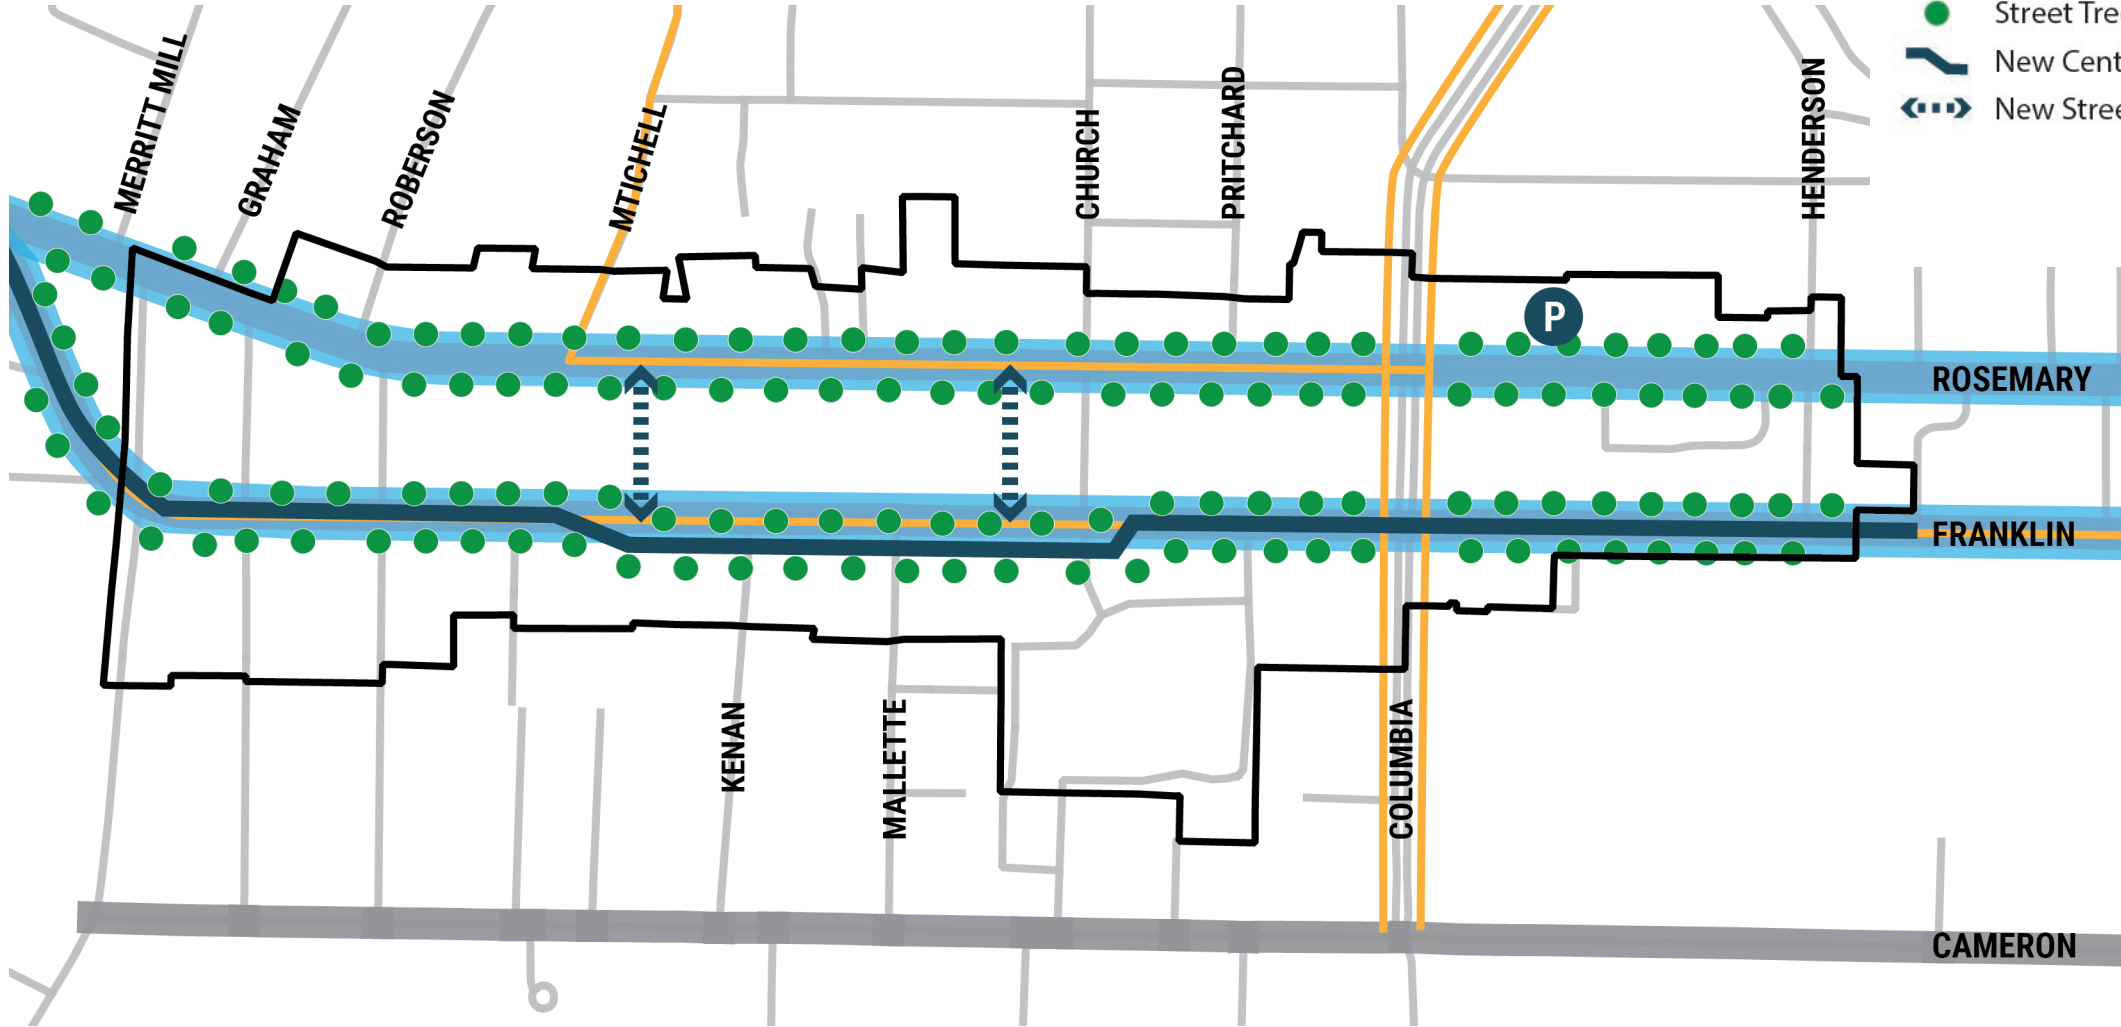 Street Tre
New Cent
New Stree
MERRITT MILL
GRAHAM
ROBERSON
MTICHELL
CHURCH
PRITCHARD
HENDERSON
P
ROSEMARY
FRANKLIN
KENAN
MALLETTE
COLUMBIA
CAMERON